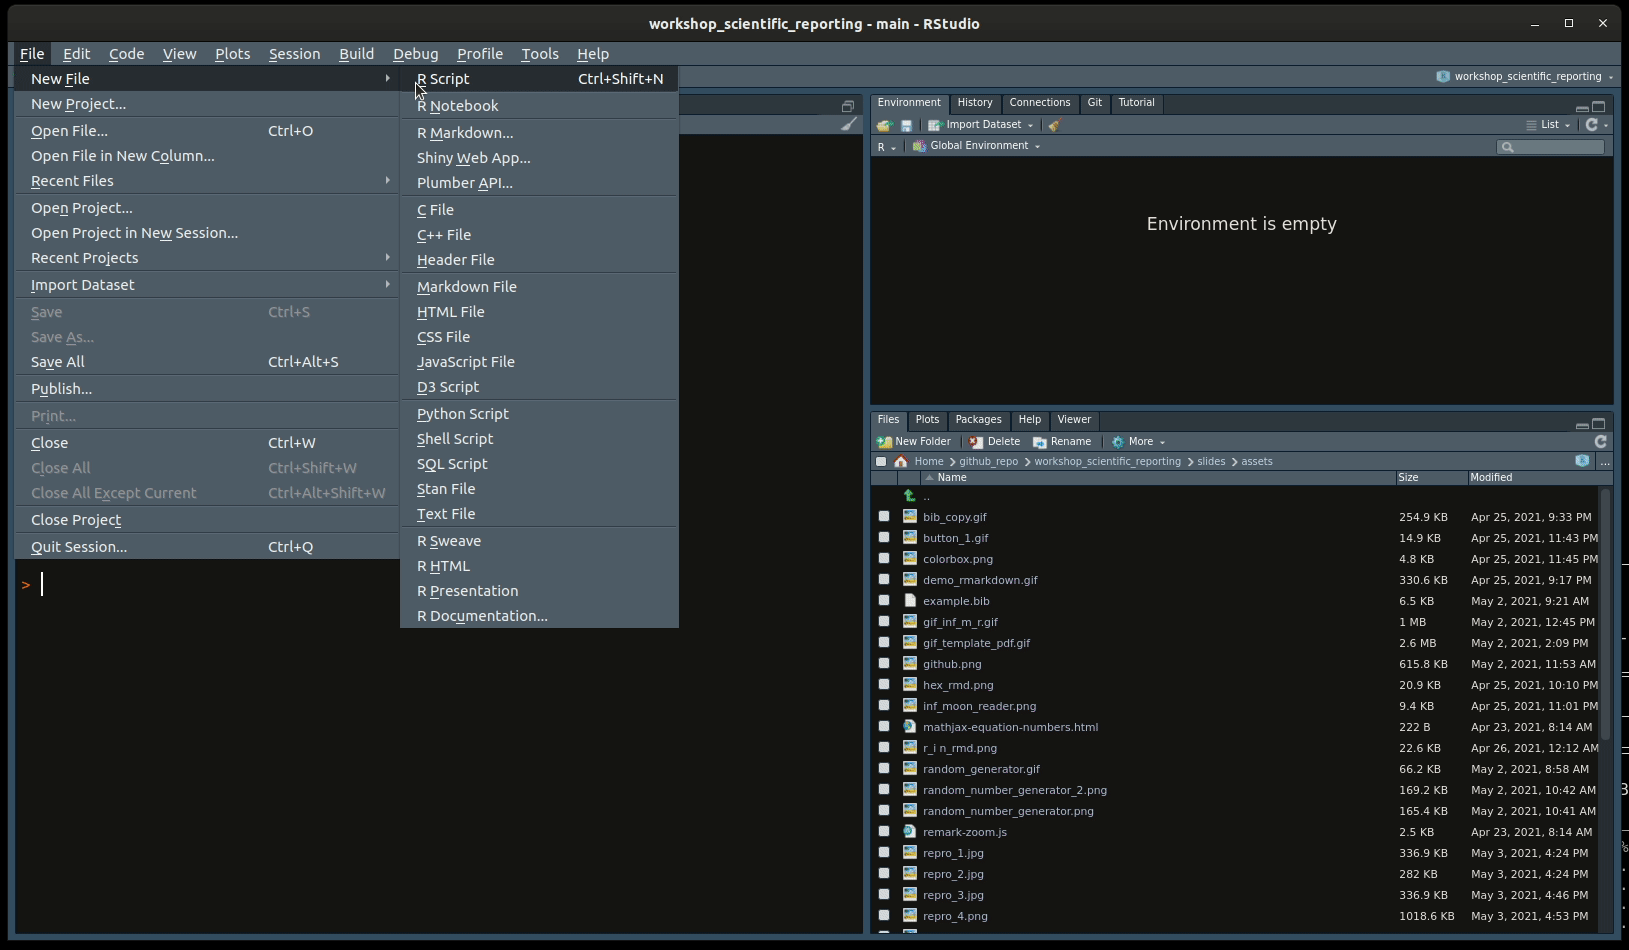 workshop_scientific_reporting - main - RStudio
File Edit Code View Plots Session Build Debug Profile Tools Help
workshop_scientific_reporting
New File
New Project...
Open File... Ctrl+O
Open File in New Column...
Recent Files
Open Project...
Open Project in New Session...
Recent Projects
Import Dataset
Save Ctrl+S
Save As...
Save All Ctrl+Alt+S
Publish...
Print...
Close Ctrl+W
Close All Ctrl+Shift+W
Close All Except Current Ctrl+Alt+Shift+W
Close Project
Quit Session... Ctrl+Q
>
R Script Ctrl+Shift+N
R Notebook
R Markdown...
Shiny Web App...
Plumber API...
C File
C++ File
Header File
Markdown File
HTML File
CSS File
JavaScript File
D3 Script
Python Script
Shell Script
SQL Script
Stan File
Text File
R Sweave
R HTML
R Presentation
R Documentation...
Environment History Connections Git Tutorial
Import Dataset List
R Global Environment
Environment is empty
Files Plots Packages Help Viewer
New Folder Delete Rename More
Home github_repo workshop_scientific_reporting slides assets ...
Name Size Modified
..
bib_copy.gif 254.9 KB Apr 25, 2021, 9:33 PM
button_1.gif 14.9 KB Apr 25, 2021, 11:43 PM
colorbox.png 4.8 KB Apr 25, 2021, 11:45 PM
demo_rmarkdown.gif 330.6 KB Apr 25, 2021, 9:17 PM
example.bib 6.5 KB May 2, 2021, 9:21 AM
gif_inf_m_r.gif 1 MB May 2, 2021, 12:45 PM
gif_template_pdf.gif 2.6 MB May 2, 2021, 2:09 PM
github.png 615.8 KB May 2, 2021, 11:53 AM
hex_rmd.png 20.9 KB Apr 25, 2021, 10:10 PM
inf_moon_reader.png 9.4 KB Apr 25, 2021, 11:01 PM
mathjax-equation-numbers.html 222 B Apr 23, 2021, 8:14 AM
r_i n_rmd.png 22.6 KB Apr 26, 2021, 12:12 AM
random_generator.gif 66.2 KB May 2, 2021, 8:58 AM
random_number_generator_2.png 169.2 KB May 2, 2021, 10:42 AM
random_number_generator.png 165.4 KB May 2, 2021, 10:41 AM
remark-zoom.js 2.5 KB Apr 23, 2021, 8:14 AM
repro_1.jpg 336.9 KB May 3, 2021, 4:24 PM
repro_2.jpg 282 KB May 3, 2021, 4:24 PM
repro_3.jpg 336.9 KB May 3, 2021, 4:46 PM
repro_4.png 1018.6 KB May 3, 2021, 4:53 PM